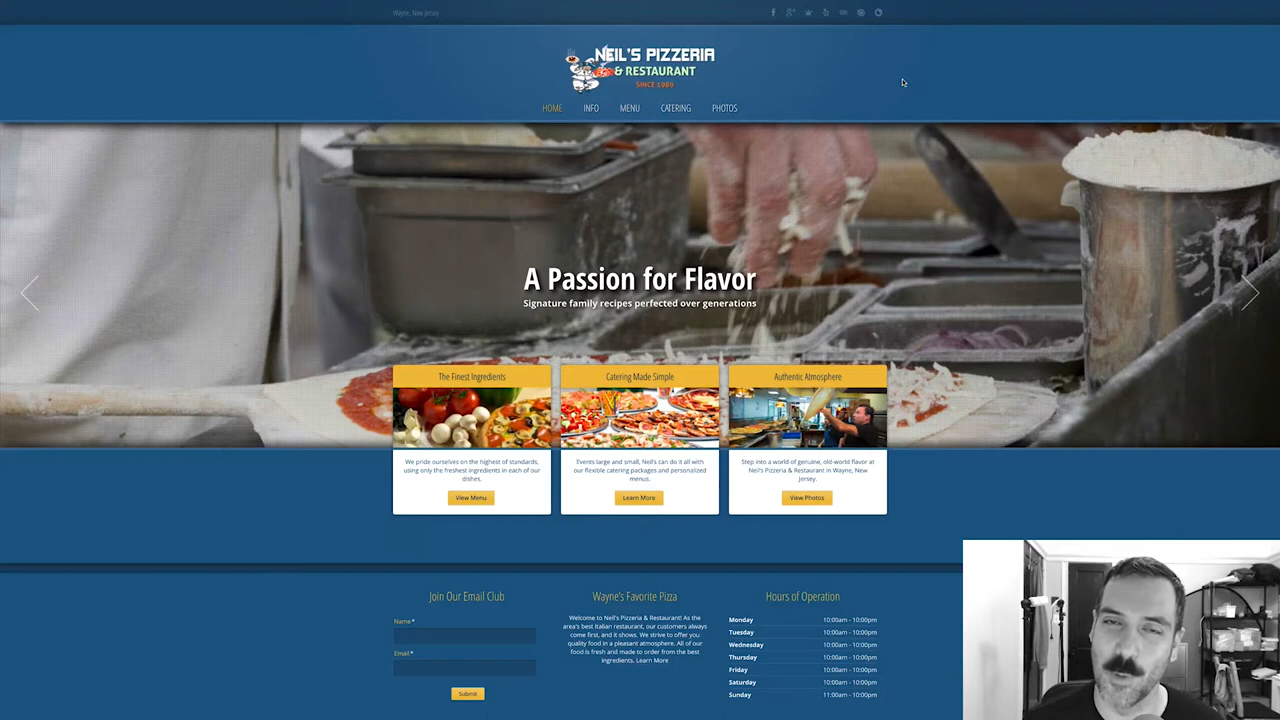 Wayne, New Jersey
NEIL'S PIZZERIA
& RESTAURANT
SINCE 1989
HOME INFO MENU CATERING PHOTOS
A Passion for Flavor
Signature family recipes perfected over generations
The Finest Ingredients
We pride ourselves on the highest of standards,
using only the freshest ingredients in each of our
dishes.
View Menu
Catering Made Simple
Events large and small, Neil's can do it all with
our flexible catering packages and personalized
menus.
Learn More
Authentic Atmosphere
Step into a world of genuine, old-world flavor at
Neil's Pizzeria & Restaurant in Wayne, New
Jersey.
View Photos
Join Our Email Club
Name*
Email*
Submit
Wayne's Favorite Pizza
Welcome to Neil's Pizzeria & Restaurant! As the
area's best Italian restaurant, our customers always
come first, and it shows. We strive to offer you
quality food in a pleasant atmosphere. All of our
food is fresh and made to order from the best
ingredients. Learn More
Hours of Operation
Monday 10:00am - 10:00pm
Tuesday 10:00am - 10:00pm
Wednesday 10:00am - 10:00pm
Thursday 10:00am - 10:00pm
Friday 10:00am - 10:00pm
Saturday 10:00am - 10:00pm
Sunday 11:00am - 10:00pm